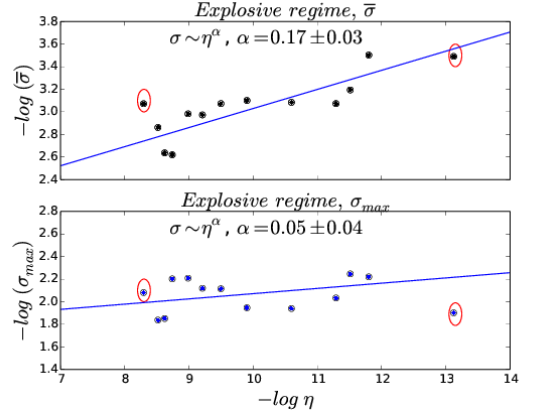 Explosive regime, σ̅
σ∼η^α, α=0.17±0.03
3.8
3.6
3.4
3.2
3.0
2.8
2.6
2.4
−log (σ̅)
Explosive regime, σ_max
σ∼η^α, α=0.05±0.04
2.8
2.6
2.4
2.2
2.0
1.8
1.6
1.4
−log (σ_max)
7 8 9 10 11 12 13 14
−log η